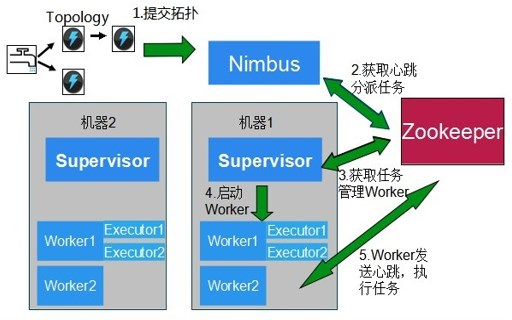 Topology
1.提交拓扑
Nimbus
2.获取心跳
分派任务
Zookeeper
机器2
Supervisor
Worker1
Executor1
Executor2
Worker2
机器1
Supervisor
3.获取任务
管理Worker
4.启动
Worker
Worker1
Executor1
Executor2
Worker2
5.Worker发
送心跳，执
行任务